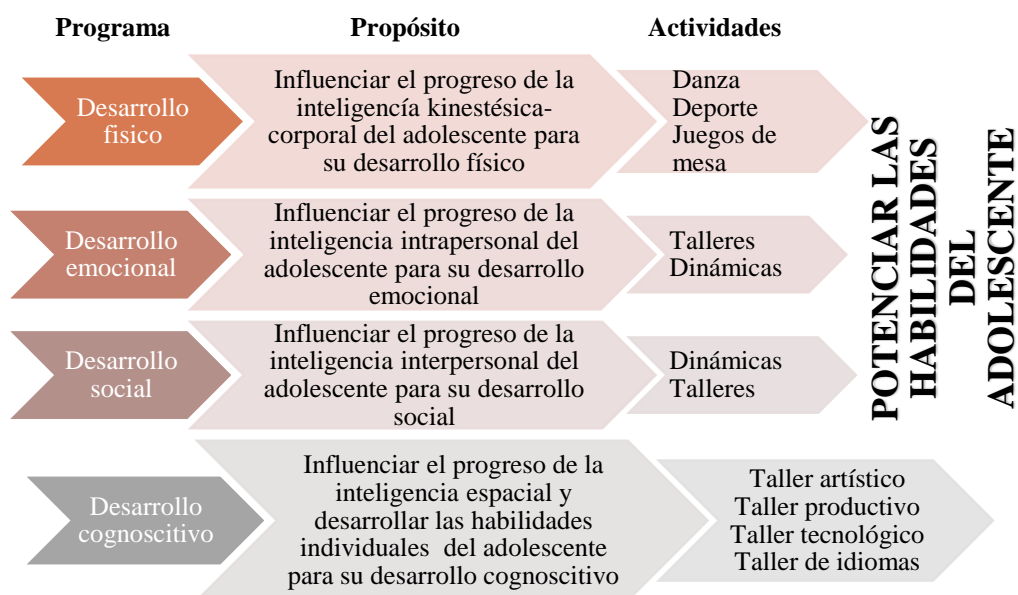 Programa
Propósito
Actividades
Desarrollo
fisico
Influenciar el progreso de la
inteligencía kinestésica-
corporal del adolescente para
su desarrollo físico
Danza
Deporte
Juegos de
mesa
Desarrollo
emocional
Influenciar el progreso de la
inteligencia intrapersonal del
adolescente para su desarrollo
emocional
Talleres
Dinámicas
Desarrollo
social
Influenciar el progreso de la
inteligencia interpersonal del
adolescente para su desarrollo
social
Dinámicas
Talleres
Desarrollo
cognoscitivo
Influenciar el progreso de la
inteligencia espacial y
desarrollar las habilidades
individuales del adolescente
para su desarrollo cognoscitivo
Taller artístico
Taller productivo
Taller tecnológico
Taller de idiomas
POTENCIAR LAS
HABILIDADES
DEL
ADOLESCENTE